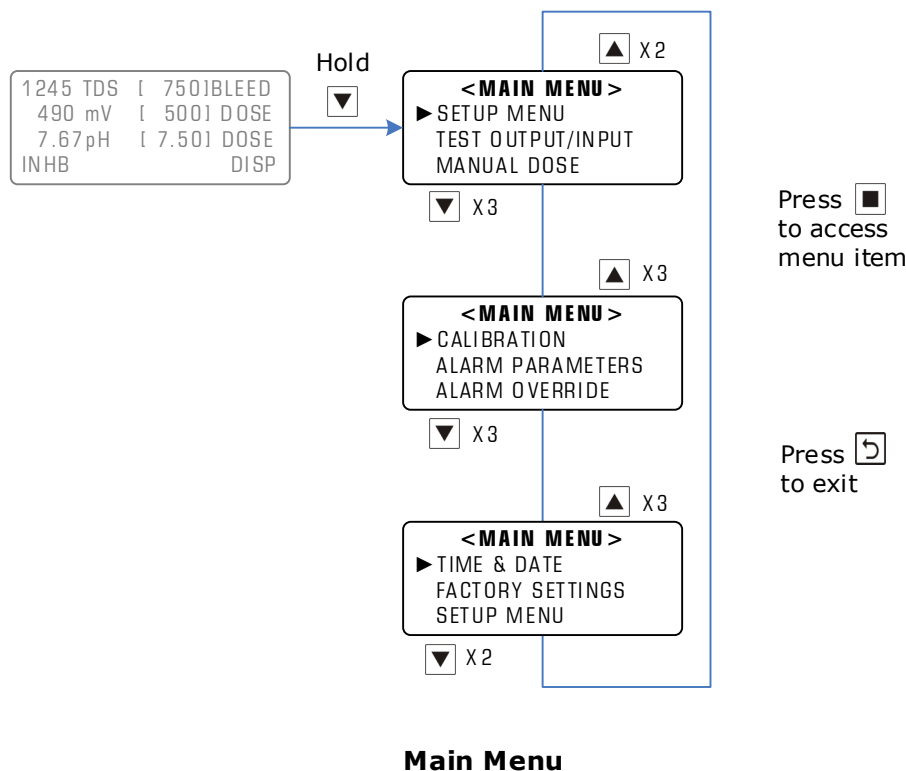 ▲ X2
Hold
▼
1245 TDS [ 750]BLEED
490 mV [ 500] DOSE
7.67pH [ 7.50] DOSE
INHB DISP
<MAIN MENU>
►SETUP MENU
TEST OUTPUT/INPUT
MANUAL DOSE
▼ X3
Press ■
to access
menu item
▲ X3
<MAIN MENU>
►CALIBRATION
ALARM PARAMETERS
ALARM OVERRIDE
▼ X3
Press ⮌
to exit
▲ X3
<MAIN MENU>
►TIME & DATE
FACTORY SETTINGS
SETUP MENU
▼ X2
Main Menu